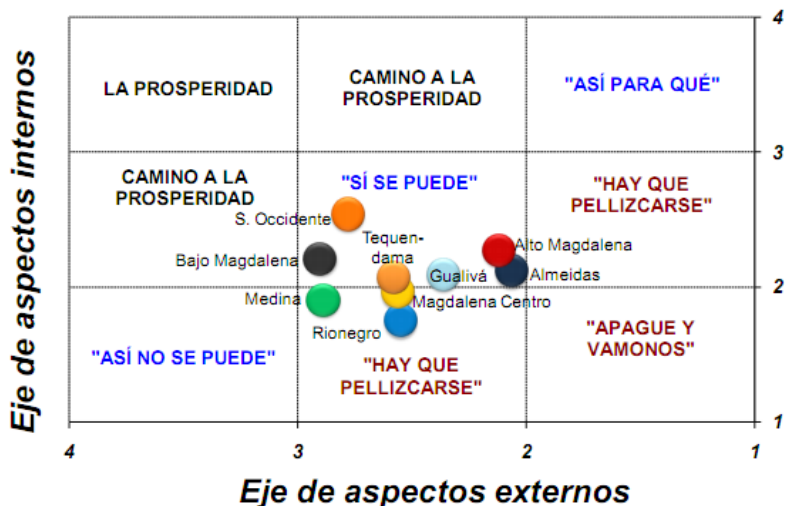 4
LA PROSPERIDAD
CAMINO A LA
PROSPERIDAD
"ASÍ PARA QUÉ"
3
CAMINO A LA
PROSPERIDAD
"SÍ SE PUEDE"
"HAY QUE
PELLIZCARSE"
S. Occidente
Tequen-
dama
Alto Magdalena
Bajo Magdalena
Gualivá
Almeidas
2
Medina
Magdalena Centro
Rionegro
"ASÍ NO SE PUEDE"
"HAY QUE
PELLIZCARSE"
"APAGUE Y
VAMONOS"
1
4
3
2
1
Eje de aspectos internos
Eje de aspectos externos